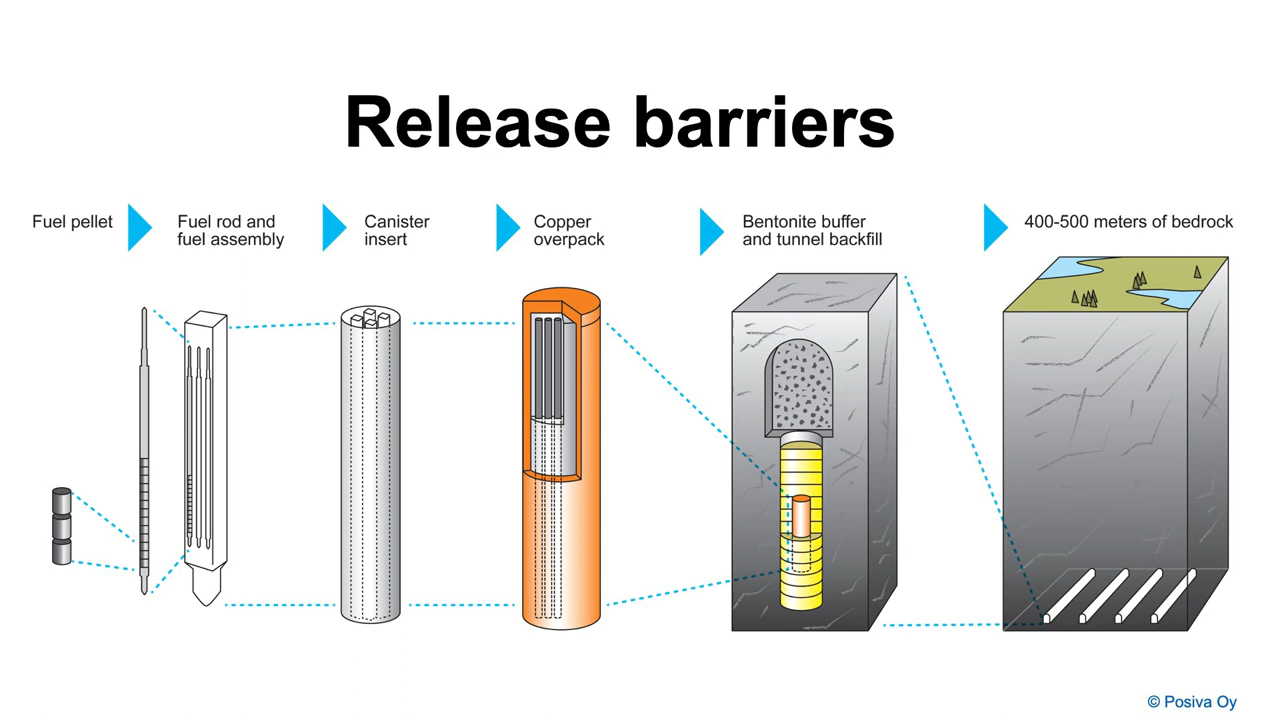 Release barriers
Fuel pellet
Fuel rod and
fuel assembly
Canister
insert
Copper
overpack
Bentonite buffer
and tunnel backfill
400-500 meters of bedrock
© Posiva Oy